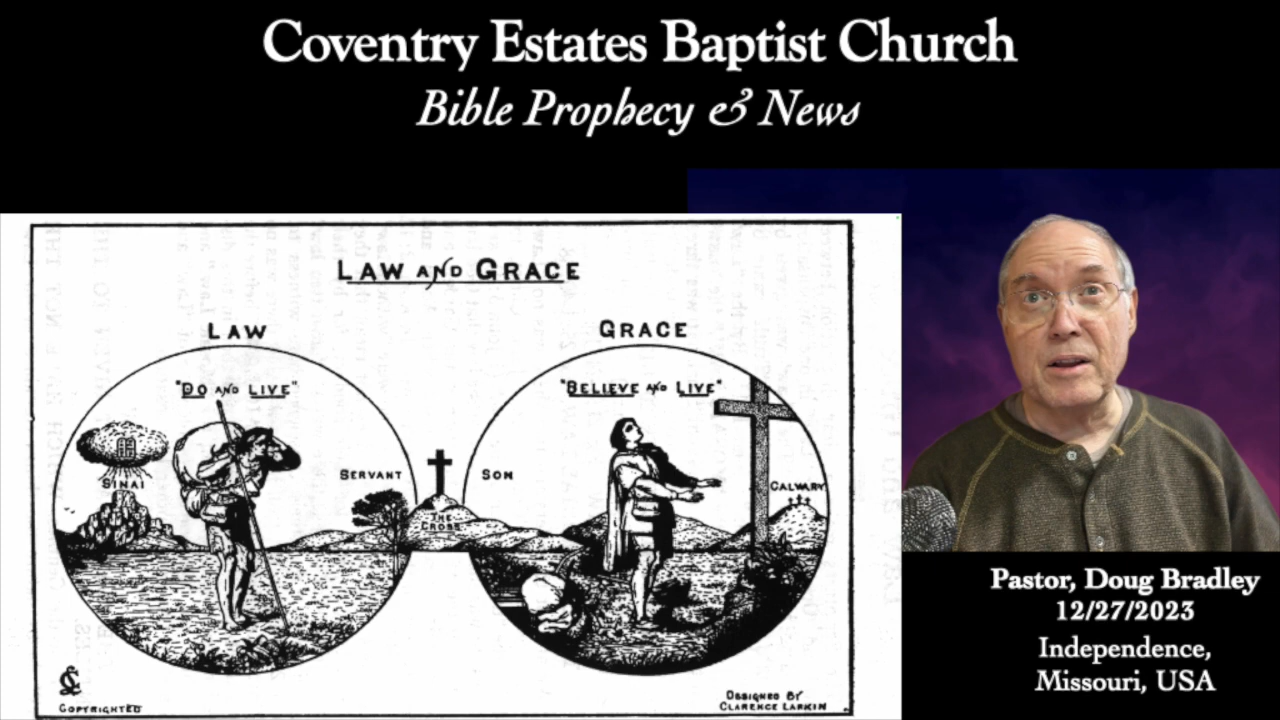 Coventry Estates Baptist Church
Bible Prophecy & News
LAW AND GRACE
LAW
GRACE
"DO AND LIVE"
"BELIEVE AND LIVE"
SINAI
SERVANT
SON
CALVARY
THE
CROSS
COPYRIGHTED
DESIGNED BY
CLARENCE LARKIN
Pastor, Doug Bradley
12/27/2023
Independence,
Missouri, USA